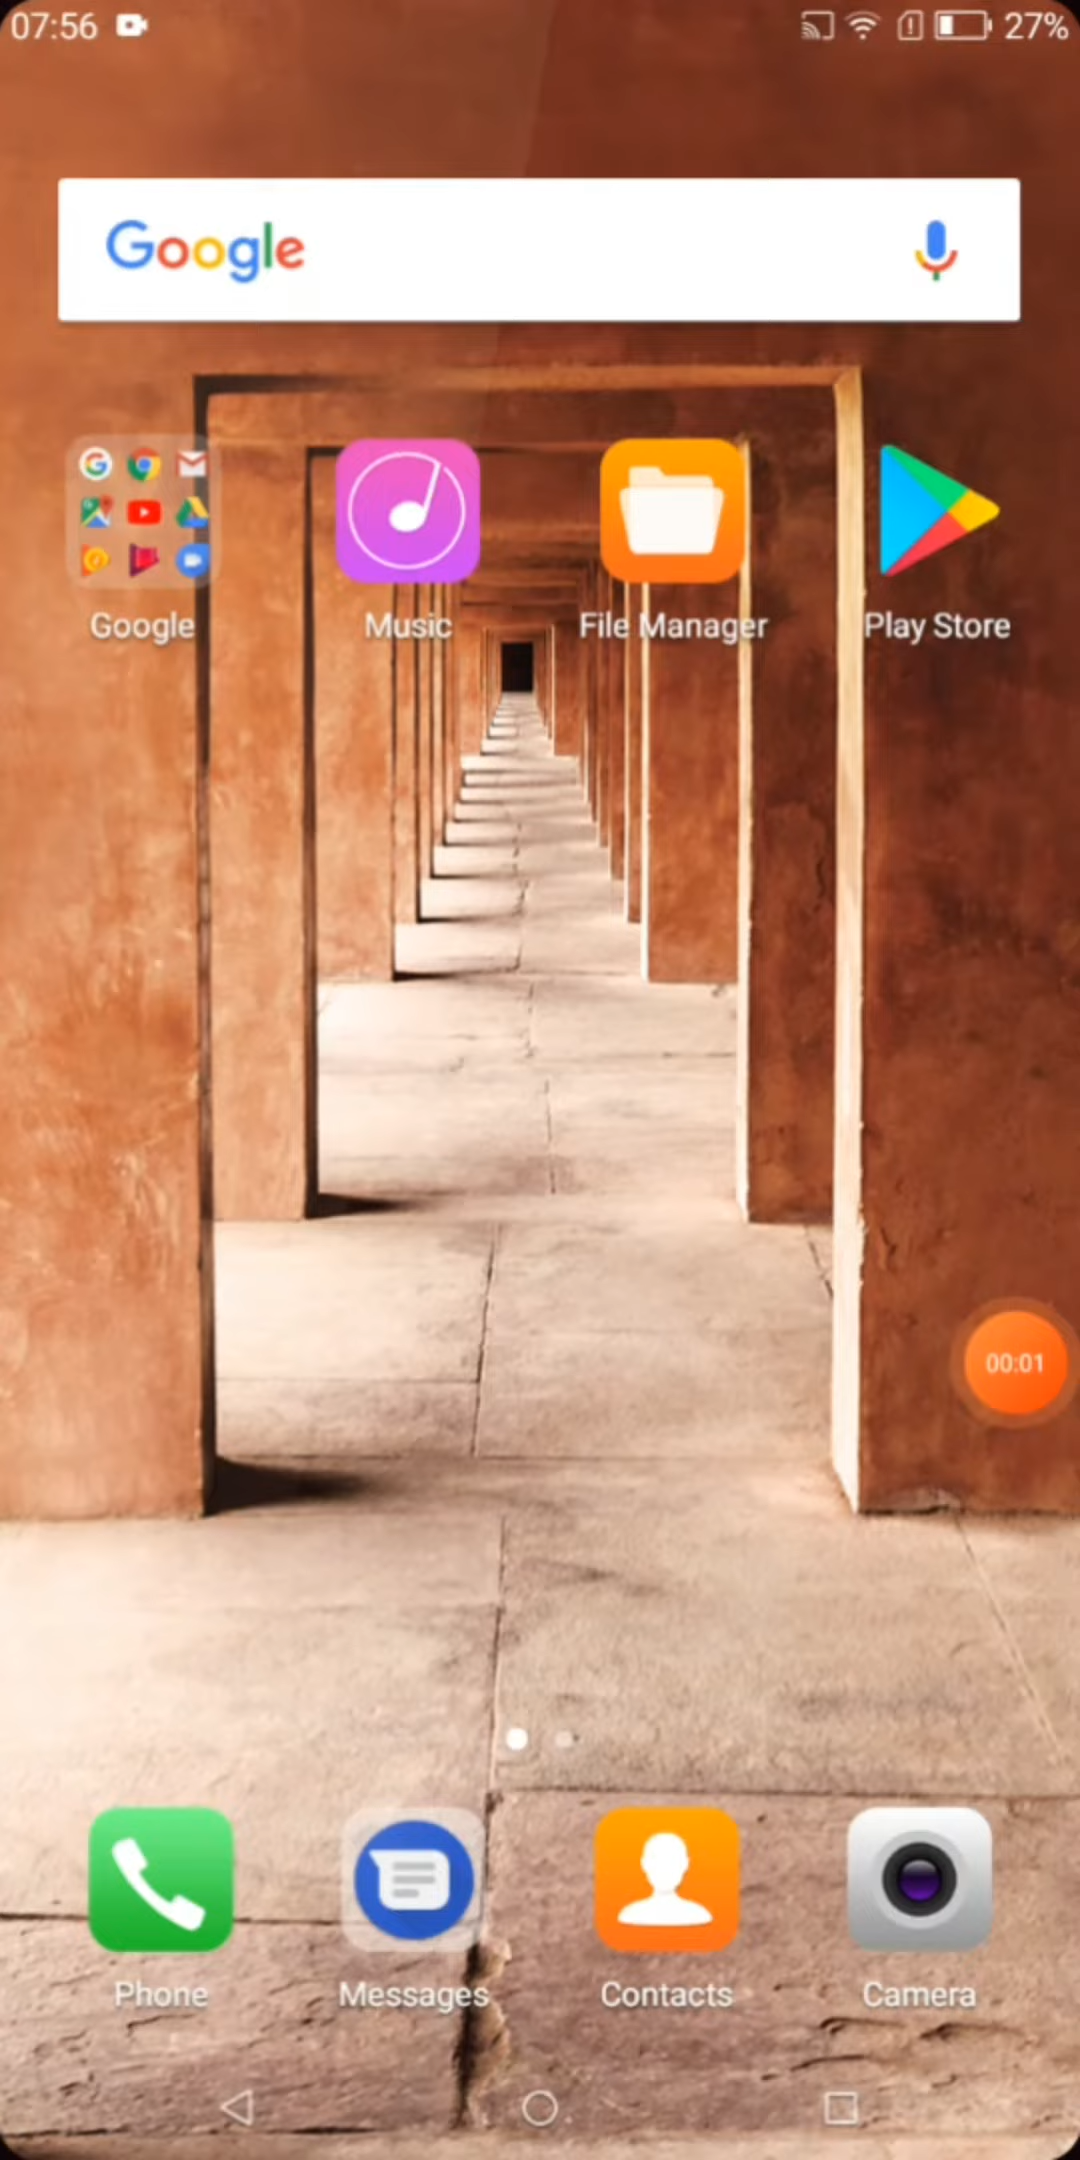 07:56
27%
Google
Google
Music
File Manager
Play Store
00:01
Phone
Messages
Contacts
Camera